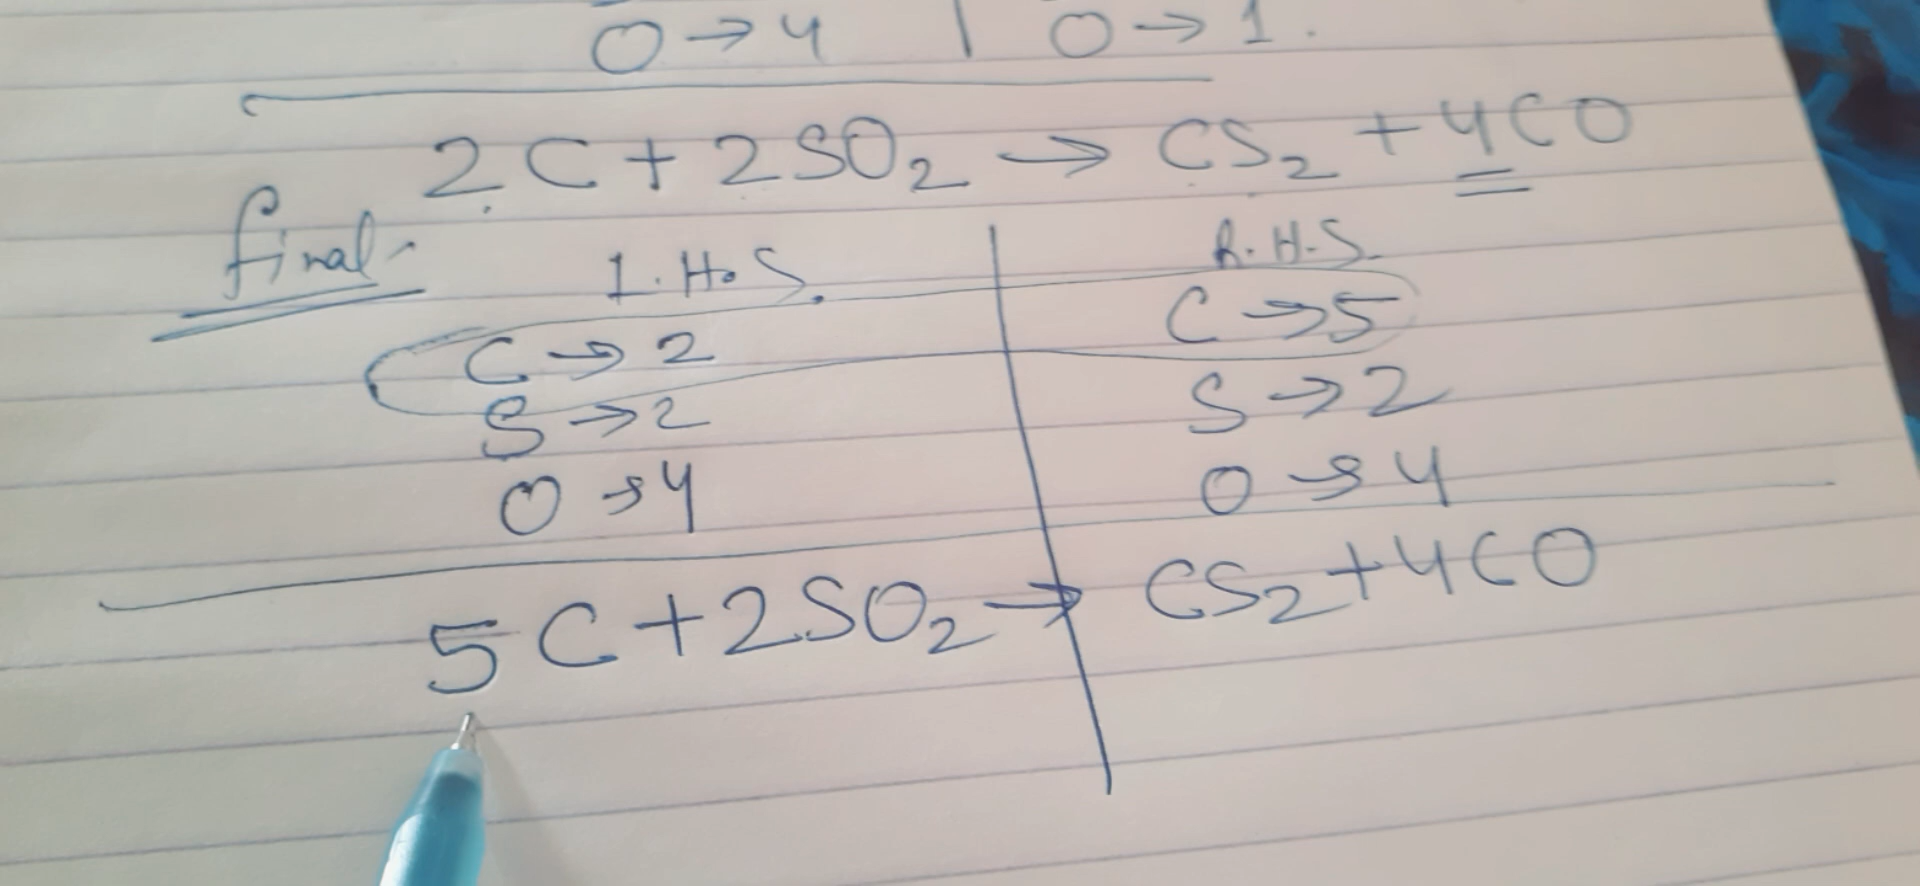 O → 4 | O → 1.
2C + 2SO₂ → CS₂ + 4CO
final-
L.H.S. R.H.S.
C → 2 C → 5
S → 2 S → 2
O → 4 O → 4
5C + 2SO₂ → CS₂ + 4CO